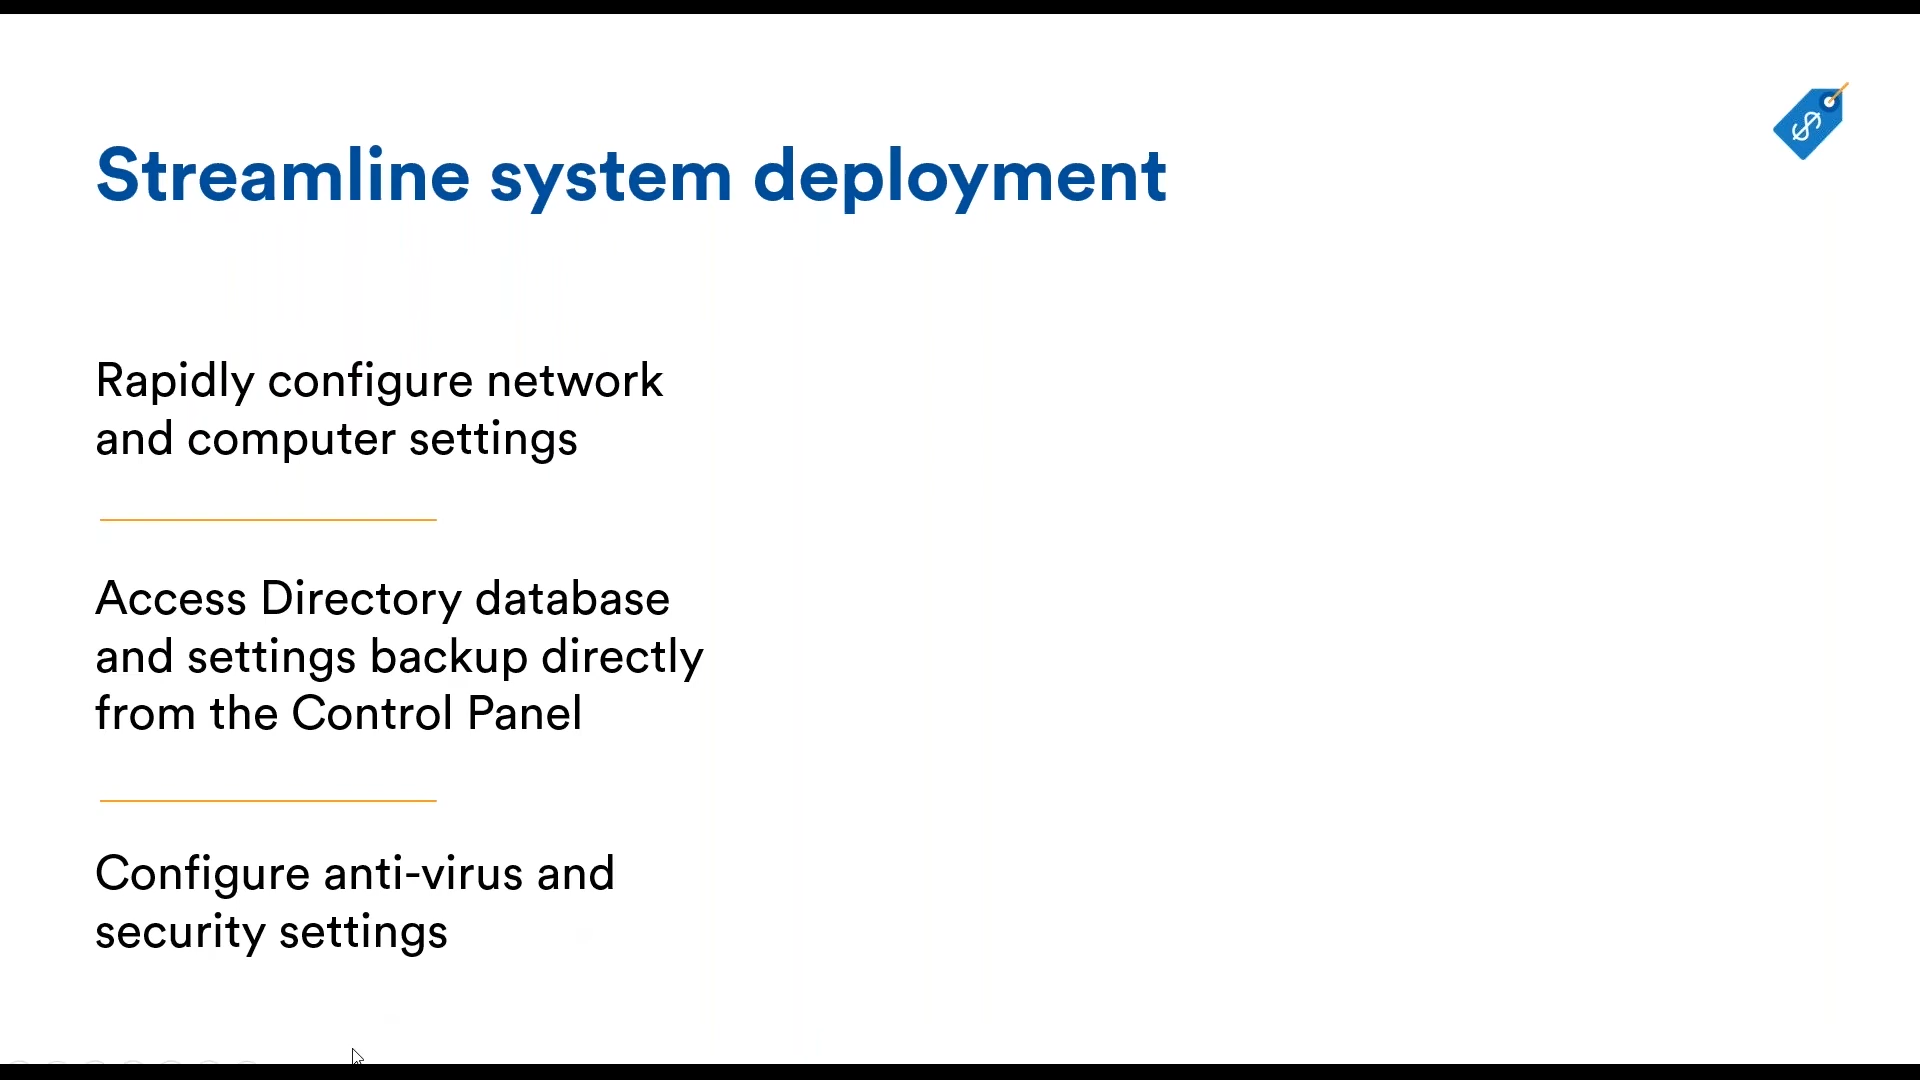 Streamline system deployment
$
Rapidly configure network
and computer settings
Access Directory database
and settings backup directly
from the Control Panel
Configure anti-virus and
security settings